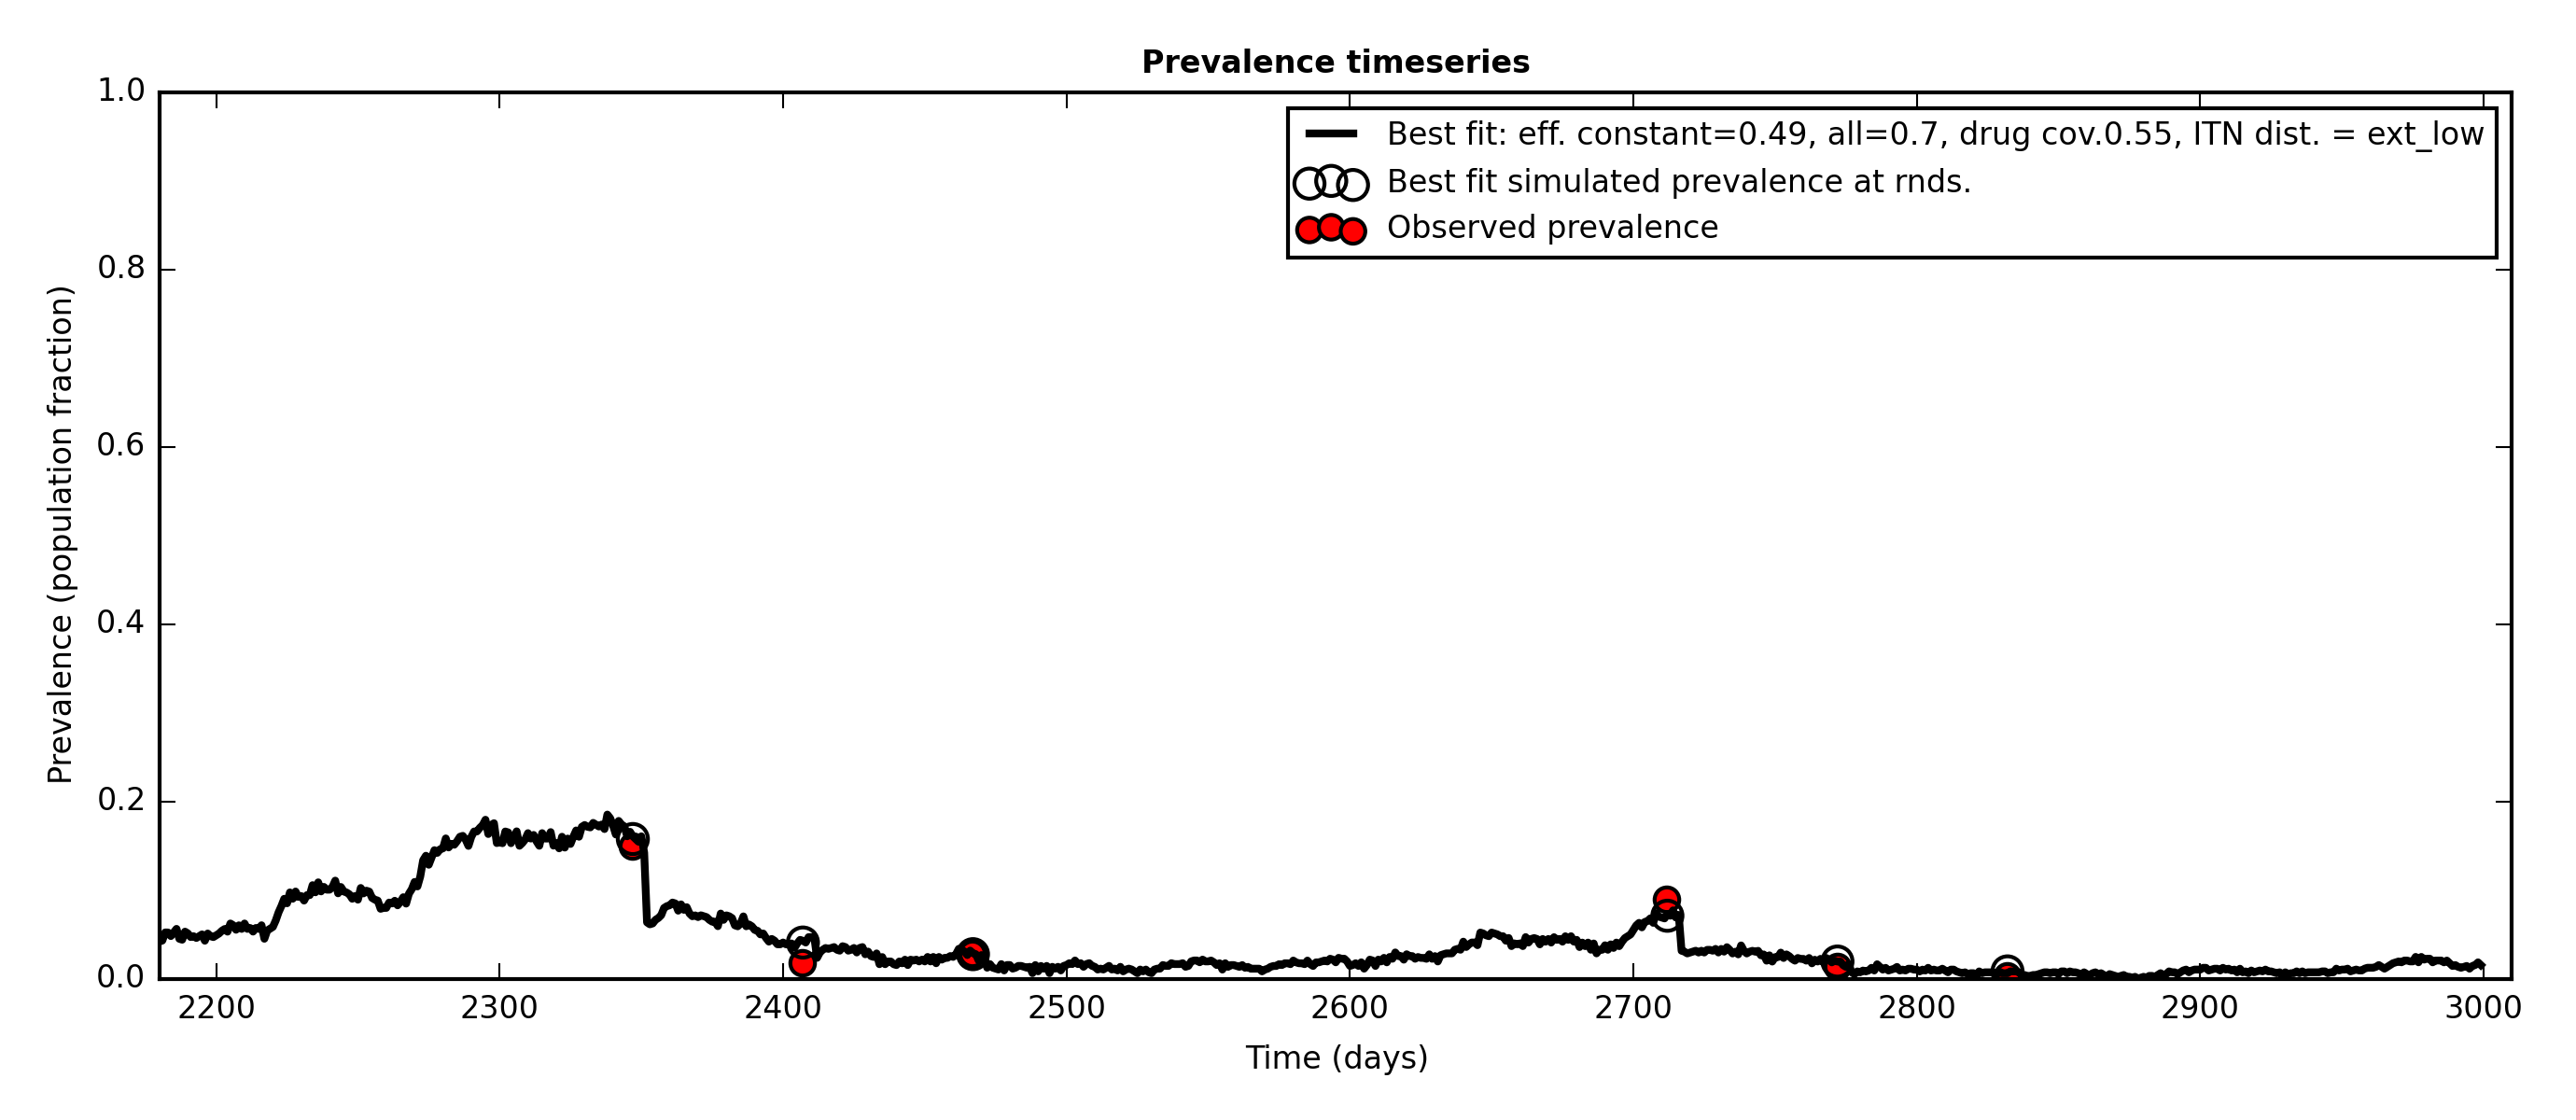 Prevalence timeseries
1.0
0.8
0.6
0.4
0.2
0.0
Prevalence (population fraction)
Best fit: eff. constant=0.49, all=0.7, drug cov.0.55, ITN dist. = ext_low
Best fit simulated prevalence at rnds.
Observed prevalence
2200 2300 2400 2500 2600 2700 2800 2900 3000
Time (days)